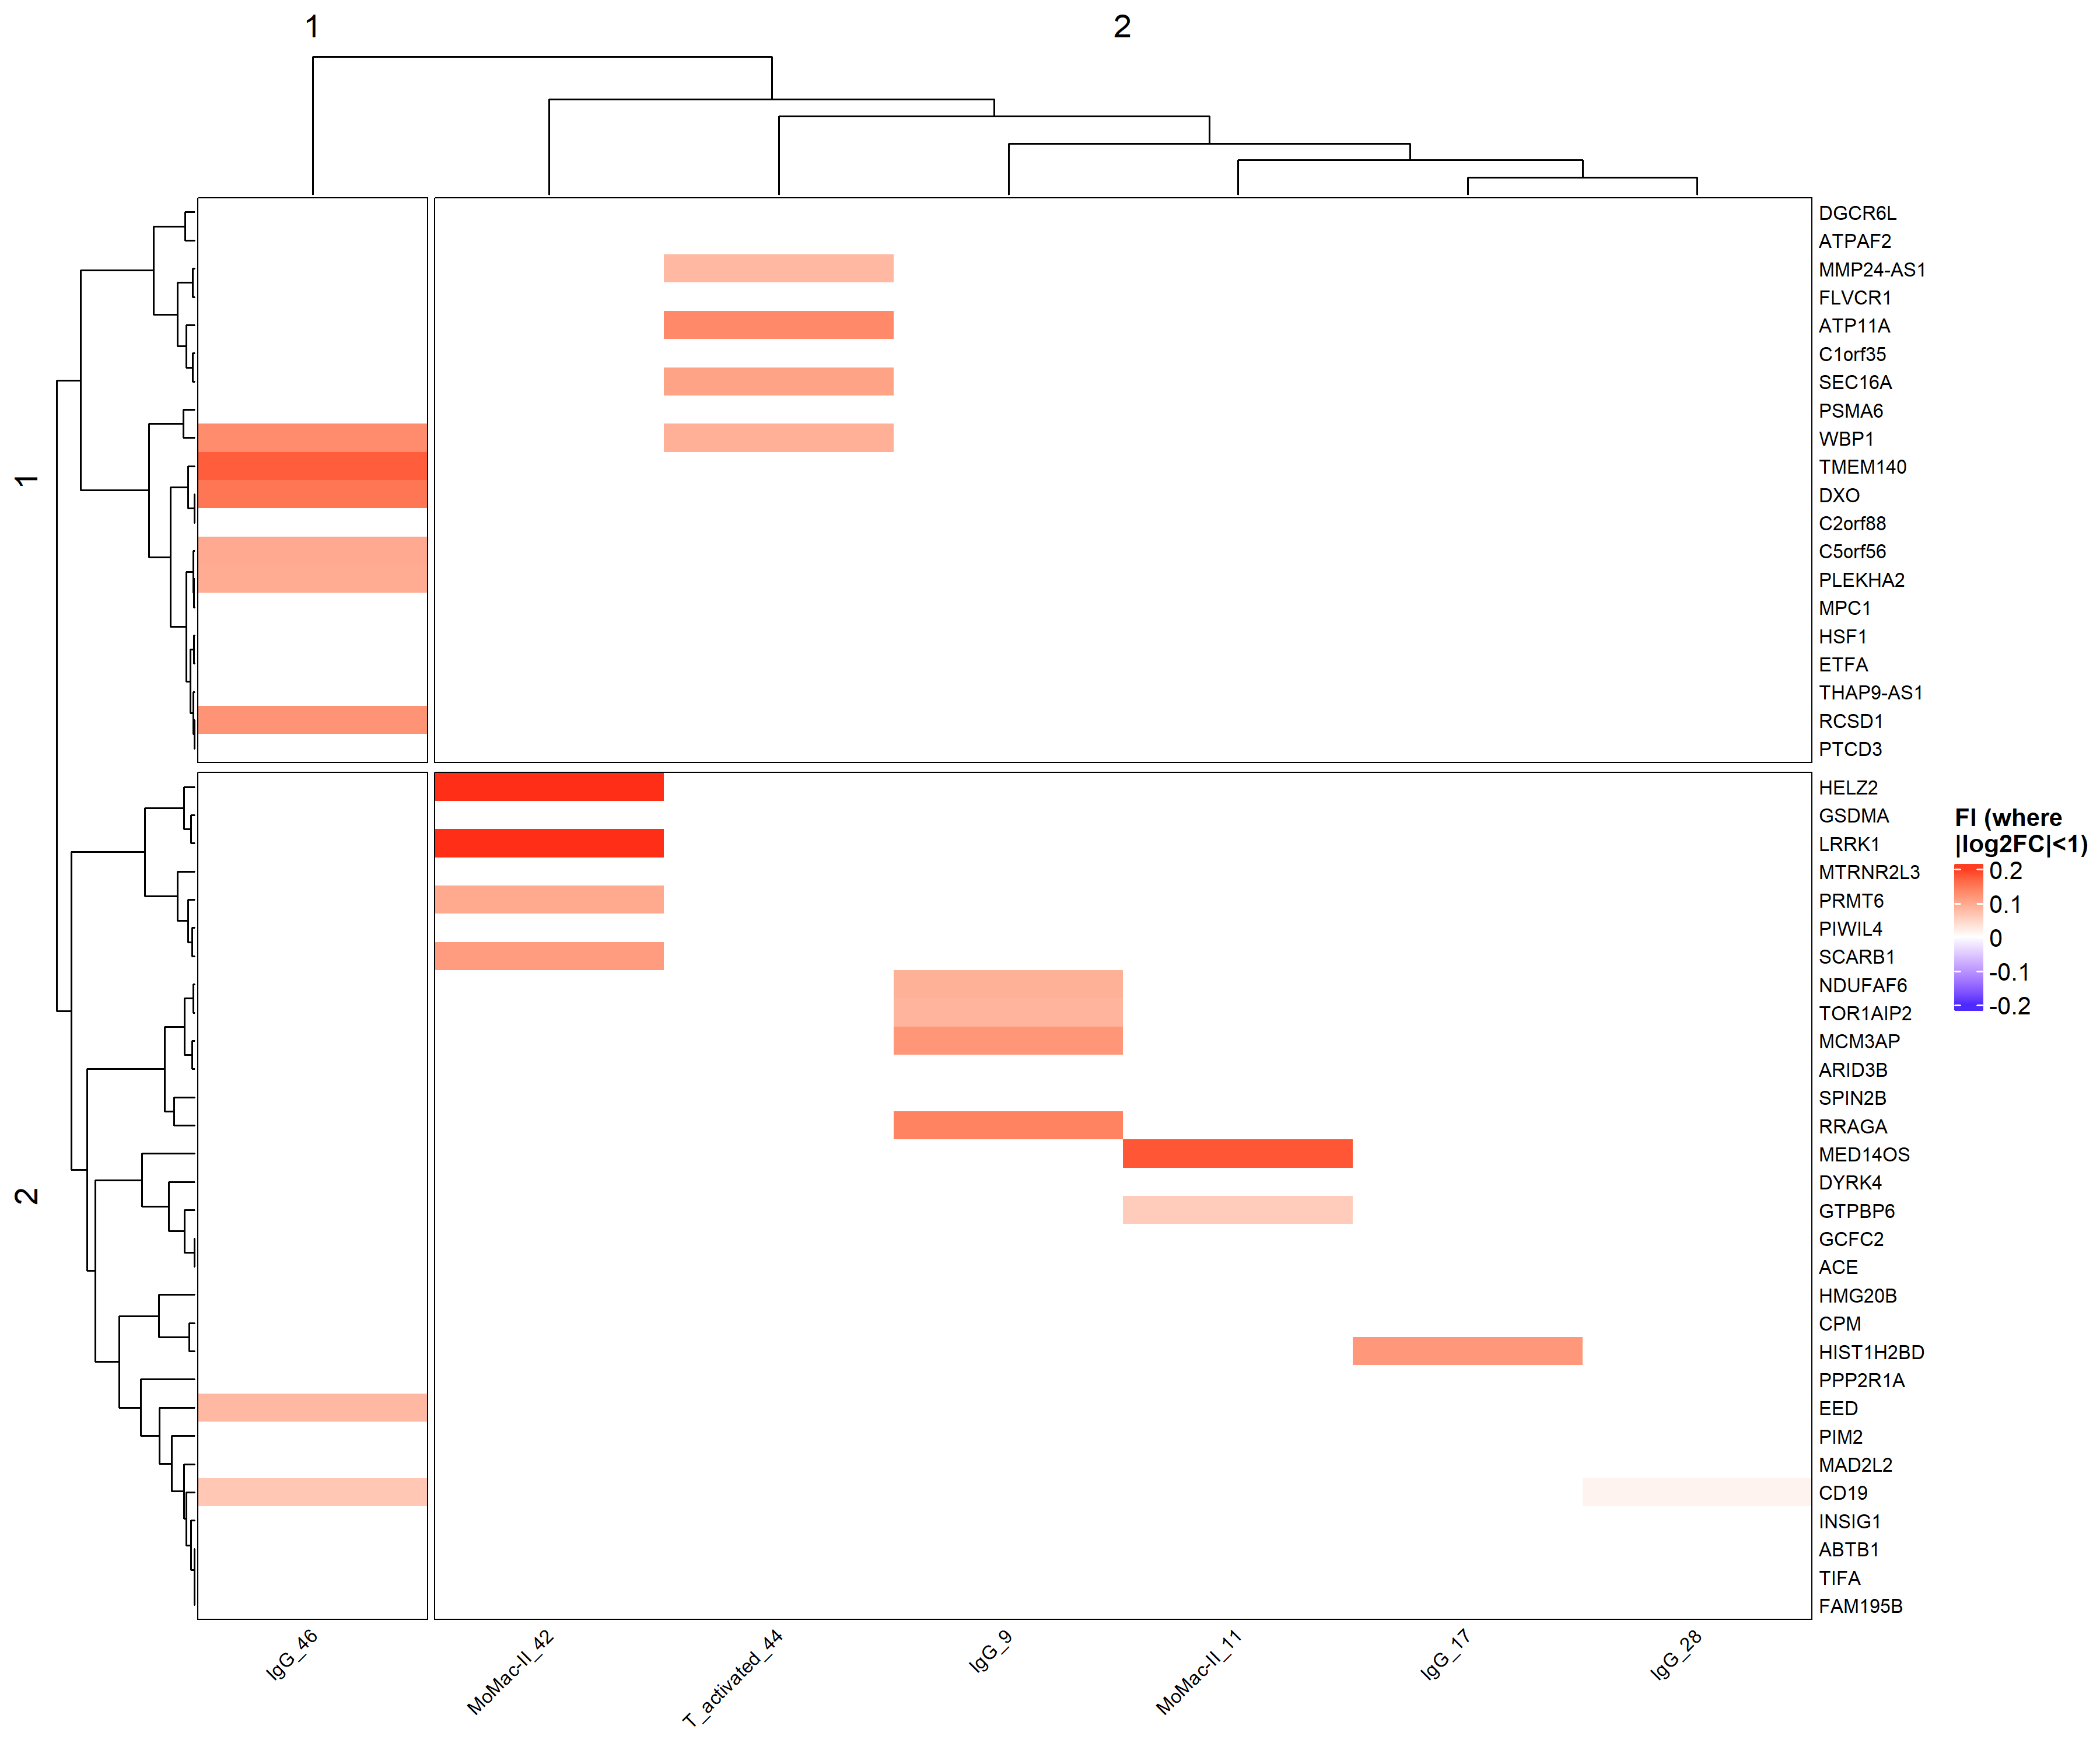 1
2
1
2
DGCR6L
ATPAF2
MMP24-AS1
FLVCR1
ATP11A
C1orf35
SEC16A
PSMA6
WBP1
TMEM140
DXO
C2orf88
C5orf56
PLEKHA2
MPC1
HSF1
ETFA
THAP9-AS1
RCSD1
PTCD3
HELZ2
GSDMA
LRRK1
MTRNR2L3
PRMT6
PIWIL4
SCARB1
NDUFAF6
TOR1AIP2
MCM3AP
ARID3B
SPIN2B
RRAGA
MED14OS
DYRK4
GTPBP6
GCFC2
ACE
HMG20B
CPM
HIST1H2BD
PPP2R1A
EED
PIM2
MAD2L2
CD19
INSIG1
ABTB1
TIFA
FAM195B
FI (where
|log2FC|<1)
0.2
0.1
0
-0.1
-0.2
IgG_46
MoMac-II_42
T_activated_44
IgG_9
MoMac-II_11
IgG_17
IgG_28